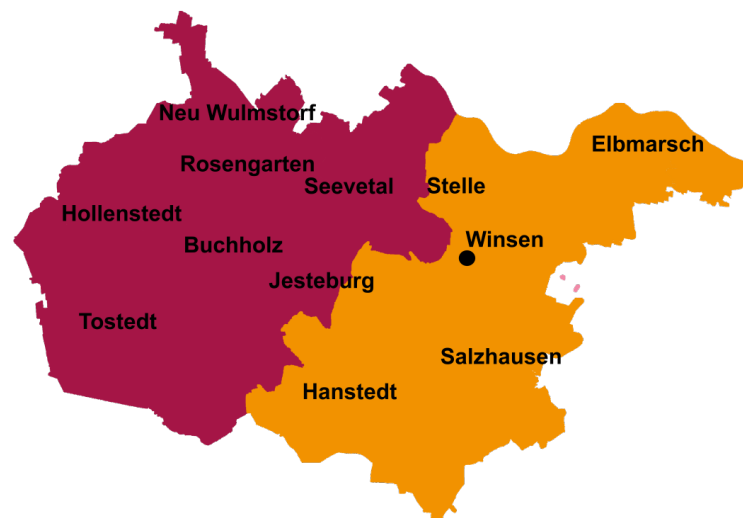 Neu Wulmstorf
Elbmarsch
Rosengarten
Seevetal
Stelle
Hollenstedt
Winsen
Buchholz
Jesteburg
Tostedt
Salzhausen
Hanstedt